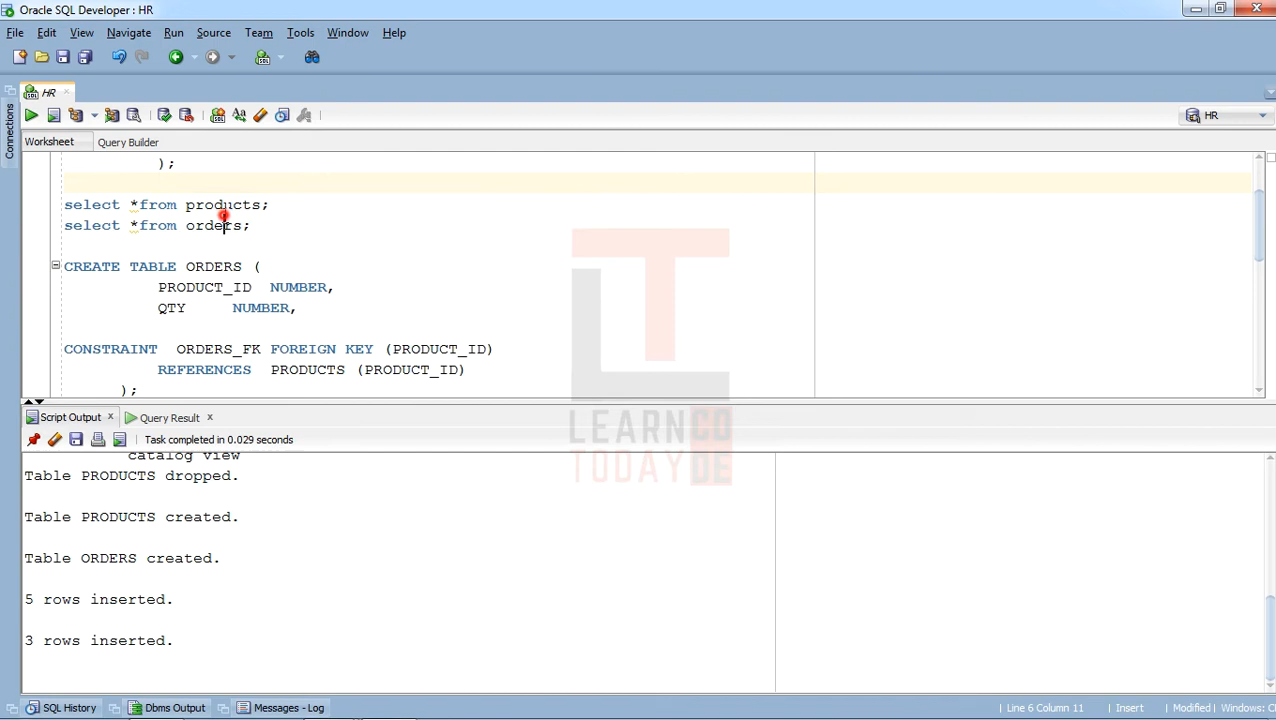 Oracle SQL Developer : HR
File Edit View Navigate Run Source Team Tools Window Help
HR
HR
Connections
Worksheet Query Builder
);
select *from products;
select *from orders;
CREATE TABLE ORDERS (
PRODUCT_ID NUMBER,
QTY NUMBER,
CONSTRAINT ORDERS_FK FOREIGN KEY (PRODUCT_ID)
REFERENCES PRODUCTS (PRODUCT_ID)
);
LEARNCO
TODAYDE
Script Output Query Result
Task completed in 0.029 seconds
catalog view
Table PRODUCTS dropped.
Table PRODUCTS created.
Table ORDERS created.
5 rows inserted.
3 rows inserted.
SQL History Dbms Output Messages - Log
Line 6 Column 11 Insert Modified Windows: C